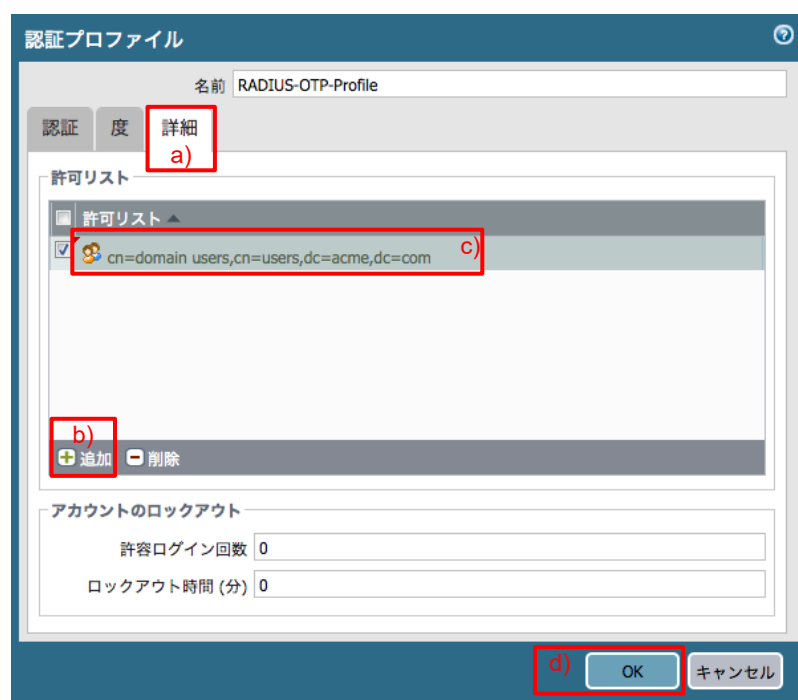 認証プロファイル
名前 RADIUS-OTP-Profile
認証 度 詳細
a)
許可リスト
許可リスト
cn=domain users,cn=users,dc=acme,dc=com c)
b)
追加 削除
アカウントのロックアウト
許容ログイン回数 0
ロックアウト時間 (分) 0
d) OK キャンセル